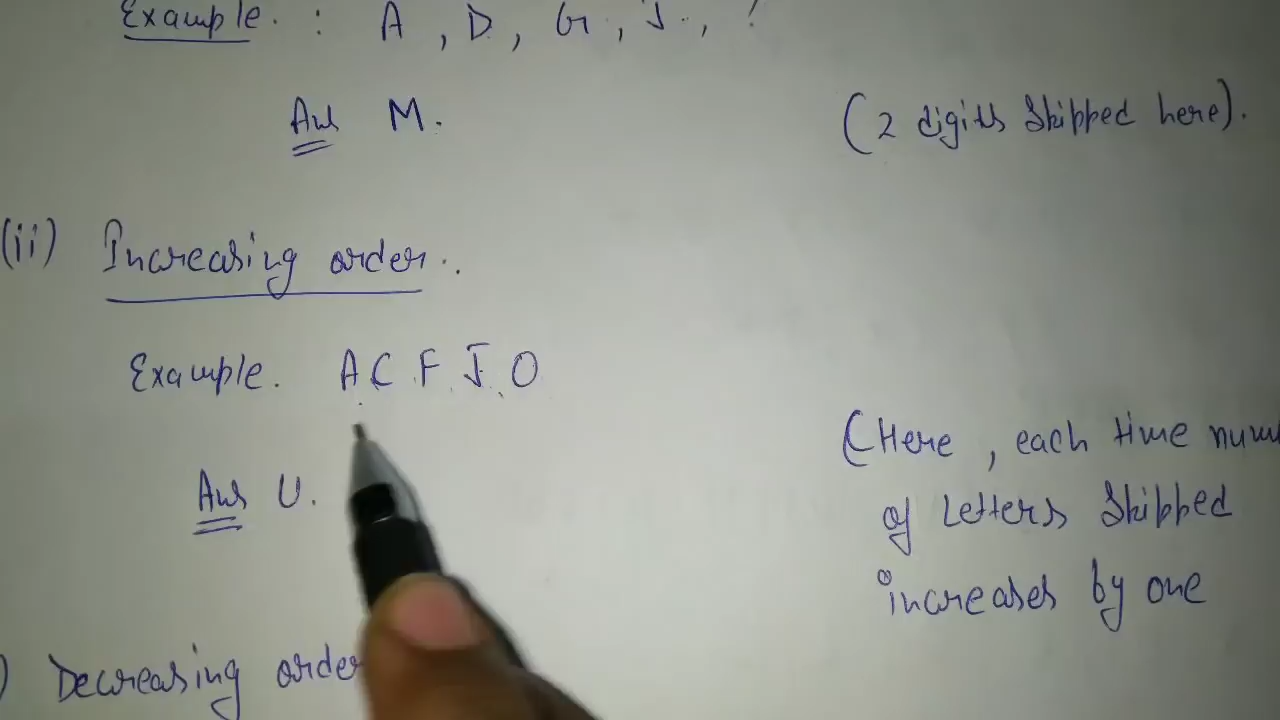 Example. : A , D , G , J , ?
Ans M. (2 digits skipped here).
(ii) Increasing order.
Example. A C F J O
(Here , each time num
Ans U. of Letters skipped
increases by one
) Decreasing order